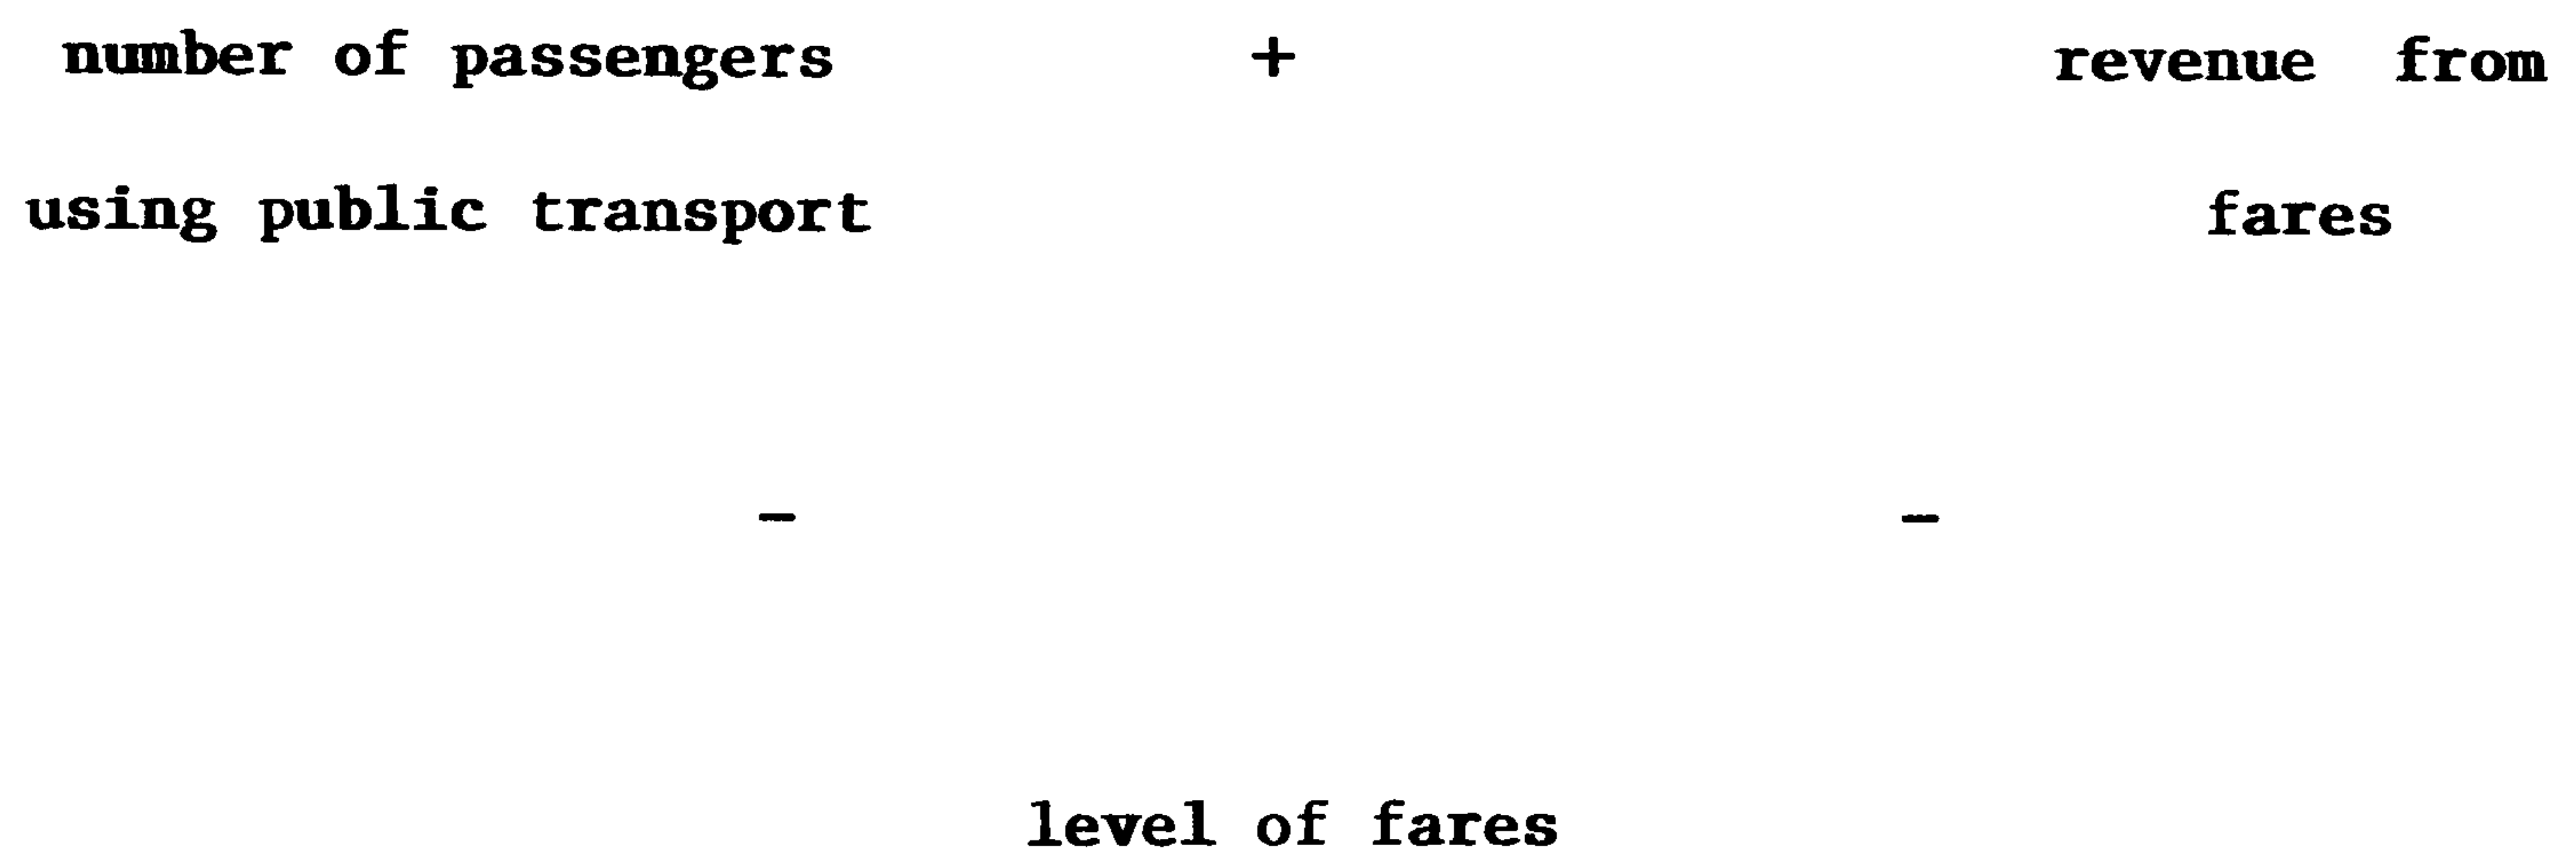 number of passengers + revenue from
using public transport fares
- -
level of fares